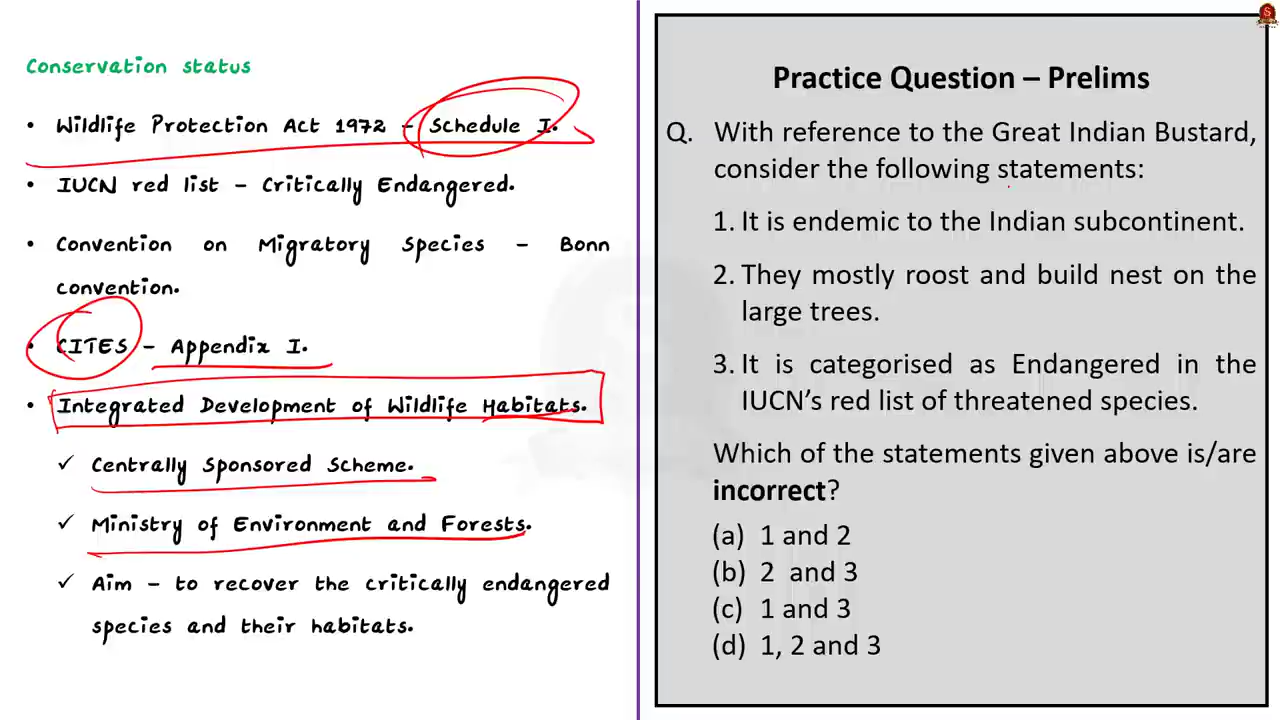 Conservation status
• Wildlife Protection Act 1972 - Schedule I.
• IUCN red list - Critically Endangered.
• Convention on Migratory Species - Bonn
convention.
• CITES - Appendix I.
• Integrated Development of Wildlife Habitats.
✓ Centrally Sponsored Scheme.
✓ Ministry of Environment and Forests.
✓ Aim - to recover the critically endangered
species and their habitats.
Practice Question – Prelims
Q. With reference to the Great Indian Bustard,
consider the following statements:
1. It is endemic to the Indian subcontinent.
2. They mostly roost and build nest on the
large trees.
3. It is categorised as Endangered in the
IUCN’s red list of threatened species.
Which of the statements given above is/are
incorrect?
(a) 1 and 2
(b) 2 and 3
(c) 1 and 3
(d) 1, 2 and 3